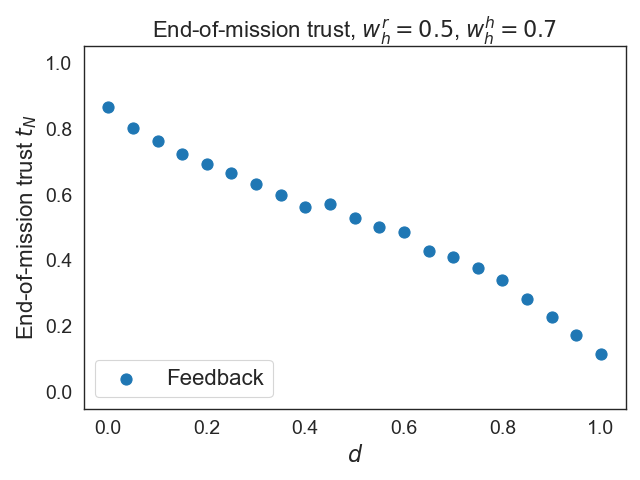 End-of-mission trust, $w_h^r = 0.5$, $w_h^h = 0.7$
End-of-mission trust $t_N$
1.0
0.8
0.6
0.4
0.2
0.0
Feedback
0.0 0.2 0.4 0.6 0.8 1.0
$d$